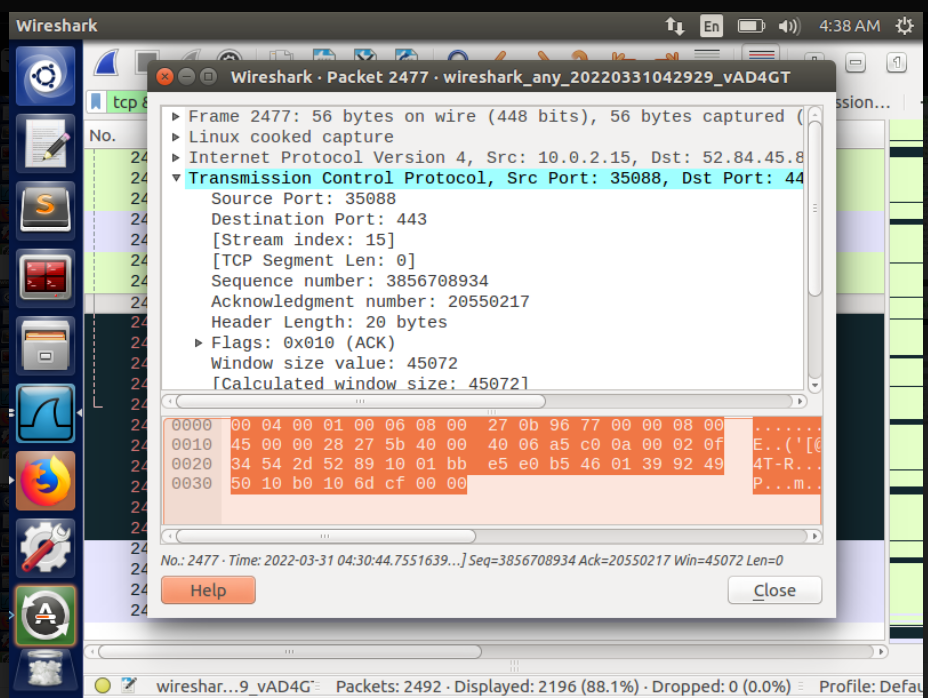 Wireshark
En
4:38 AM
Wireshark · Packet 2477 · wireshark_any_20220331042929_vAD4GT
tcp &
ssion...
No.
Frame 2477: 56 bytes on wire (448 bits), 56 bytes captured (
Linux cooked capture
Internet Protocol Version 4, Src: 10.0.2.15, Dst: 52.84.45.8
Transmission Control Protocol, Src Port: 35088, Dst Port: 44
Source Port: 35088
Destination Port: 443
[Stream index: 15]
[TCP Segment Len: 0]
Sequence number: 3856708934
Acknowledgment number: 20550217
Header Length: 20 bytes
Flags: 0x010 (ACK)
Window size value: 45072
[Calculated window size: 45072]
0000 00 04 00 01 00 06 08 00 27 0b 96 77 00 00 08 00 .......
0010 45 00 00 28 27 5b 40 00 40 06 a5 c0 0a 00 02 0f E..('[@
0020 34 54 2d 52 89 10 01 bb e5 e0 b5 46 01 39 92 49 4T-R...
0030 50 10 b0 10 6d cf 00 00 P...m..
No.: 2477 · Time: 2022-03-31 04:30:44.7551639...] Seq=3856708934 Ack=20550217 Win=45072 Len=0
Help
Close
wireshar...9_vAD4G
Packets: 2492 · Displayed: 2196 (88.1%) · Dropped: 0 (0.0%)
Profile: Defau